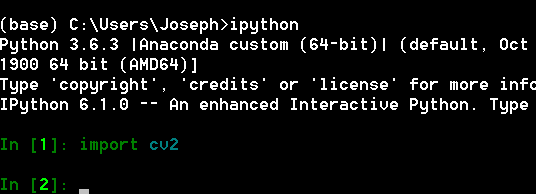 (base) C:\Users\Joseph>ipython
Python 3.6.3 |Anaconda custom (64-bit)| (default, Oct
1900 64 bit (AMD64)]
Type 'copyright', 'credits' or 'license' for more info
IPython 6.1.0 -- An enhanced Interactive Python. Type
In [1]: import cv2
In [2]: